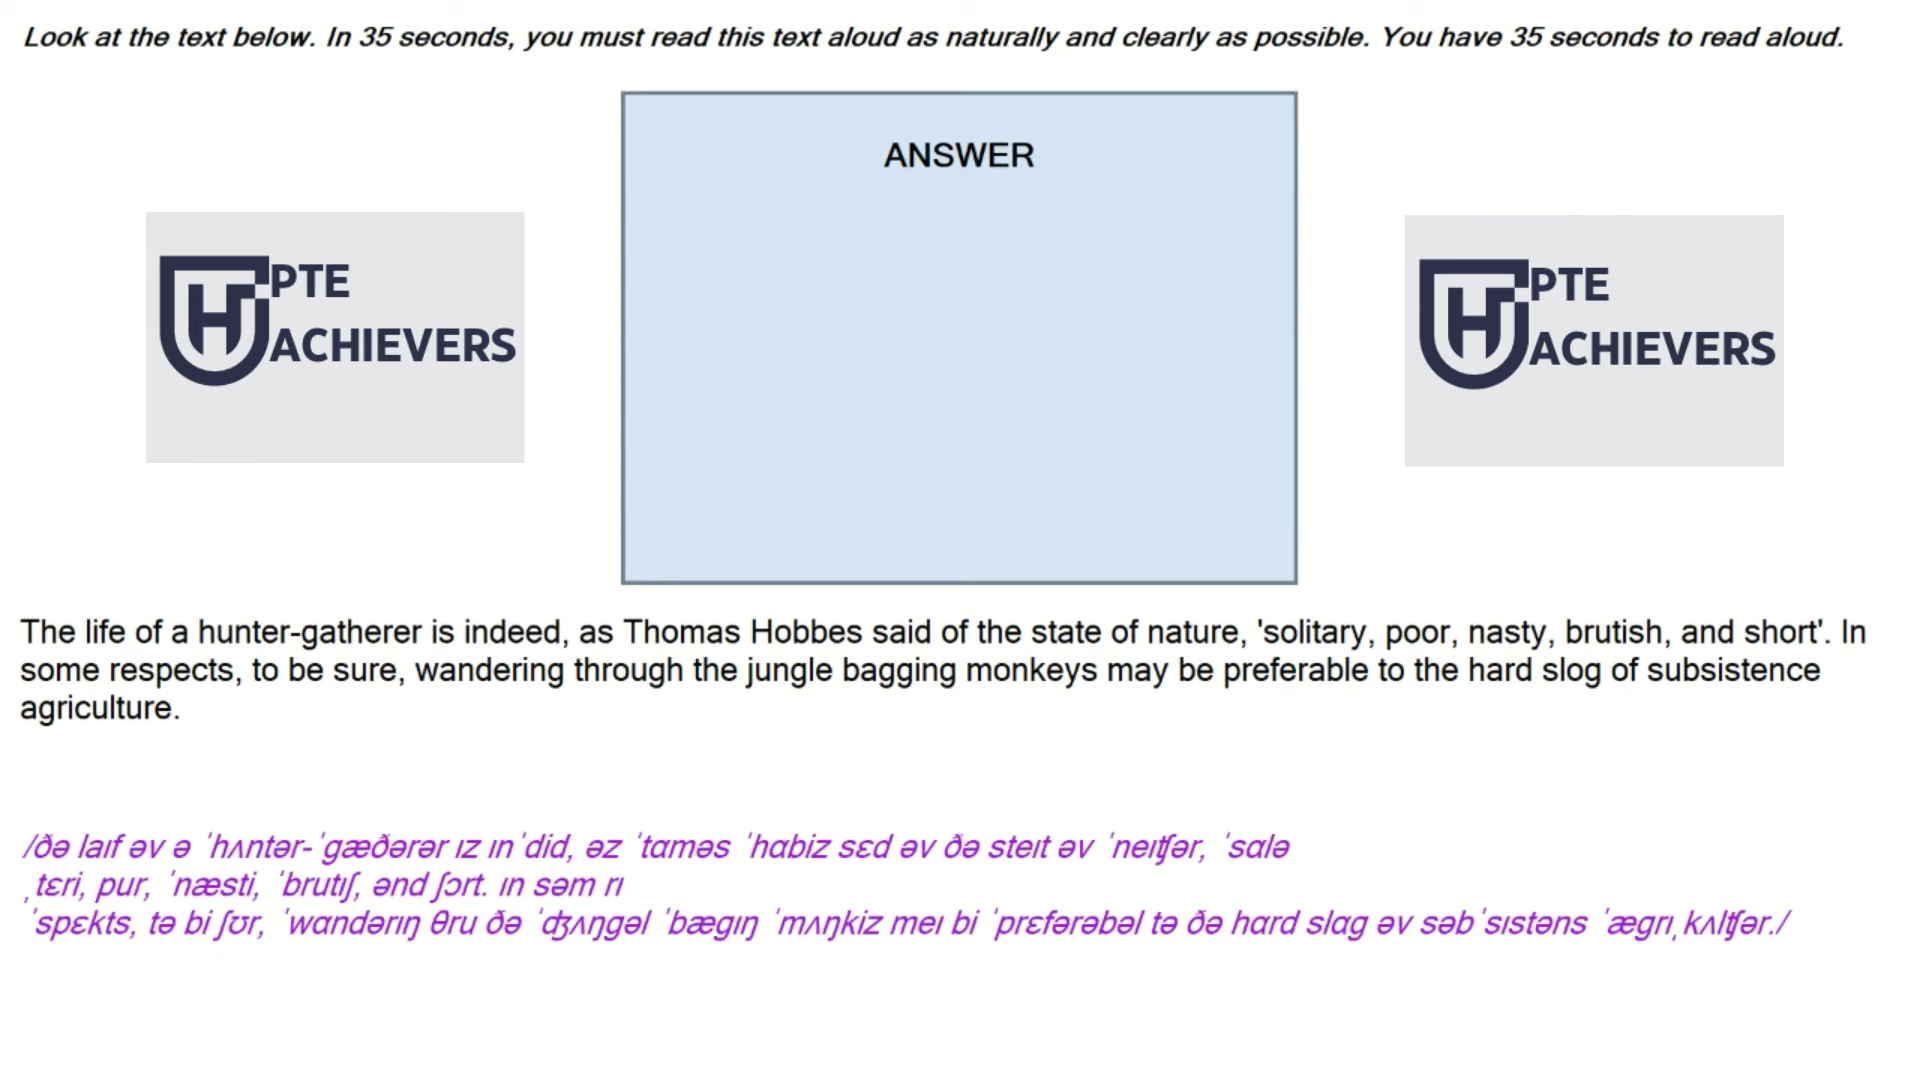 Look at the text below. In 35 seconds, you must read this text aloud as naturally and clearly as possible. You have 35 seconds to read aloud.
ANSWER
PTE
ACHIEVERS
PTE
ACHIEVERS
The life of a hunter-gatherer is indeed, as Thomas Hobbes said of the state of nature, 'solitary, poor, nasty, brutish, and short'. In
some respects, to be sure, wandering through the jungle bagging monkeys may be preferable to the hard slog of subsistence
agriculture.
/ðə laɪf əv ə ˈhʌntər-ˈgæðərər ɪz ɪnˈdid, əz ˈtɑməs ˈhɑbiz sɛd əv ðə steɪt əv ˈneɪʧər, ˈsɑlə
ˌtɛri, pur, ˈnæsti, ˈbrutɪʃ, ənd ʃɔrt. ɪn səm rɪ
ˈspɛkts, tə bi ʃʊr, ˈwɑndərɪŋ θru ðə ˈʤʌŋgəl ˈbægɪŋ ˈmʌŋkiz meɪ bi ˈprɛfərəbəl tə ðə hɑrd slɑg əv səbˈsɪstəns ˈægrɪˌkʌlʧər./